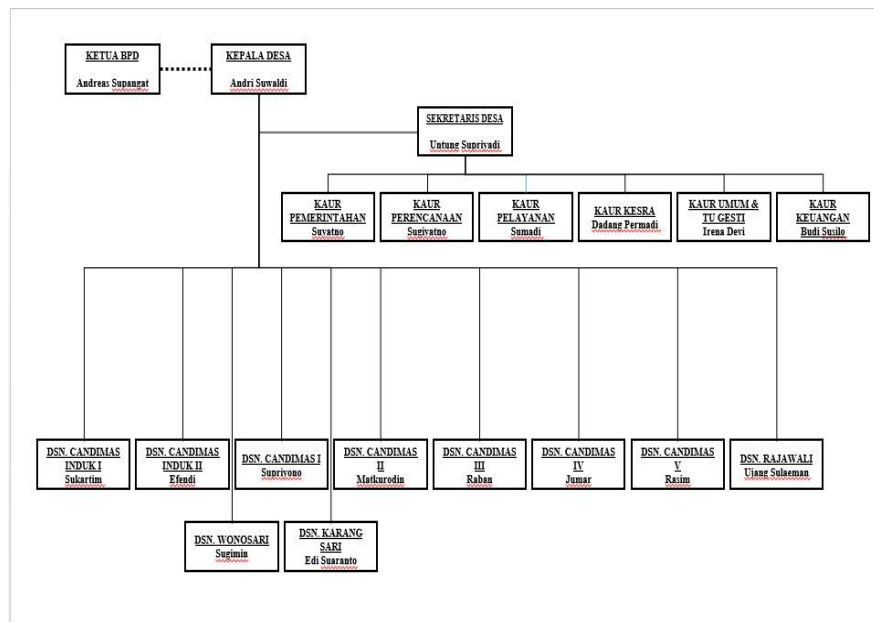 KETUA BPD
Andreas Supangat
KEPALA DESA
Andri Suwaldi
SEKRETARIS DESA
Untung Supriyadi
KAUR
PEMERINTAHAN
Suyatno
KAUR
PERENCANAAN
Sugiyatno
KAUR
PELAYANAN
Sumadi
KAUR KESRA
Dadang Permadi
KAUR UMUM &
TU GESTI
Irena Devi
KAUR
KEUANGAN
Budi Susilo
DSN. CANDIMAS
INDUK I
Sukartim
DSN. CANDIMAS
INDUK II
Efendi
DSN. CANDIMAS I
Supriyono
DSN. CANDIMAS
II
Matkurodin
DSN. CANDIMAS
III
Raban
DSN. CANDIMAS
IV
Jumar
DSN. CANDIMAS
V
Rasim
DSN. RAJAWALI
Ujang Sulaeman
DSN. WONOSARI
Sugimin
DSN. KARANG
SARI
Edi Suaranto